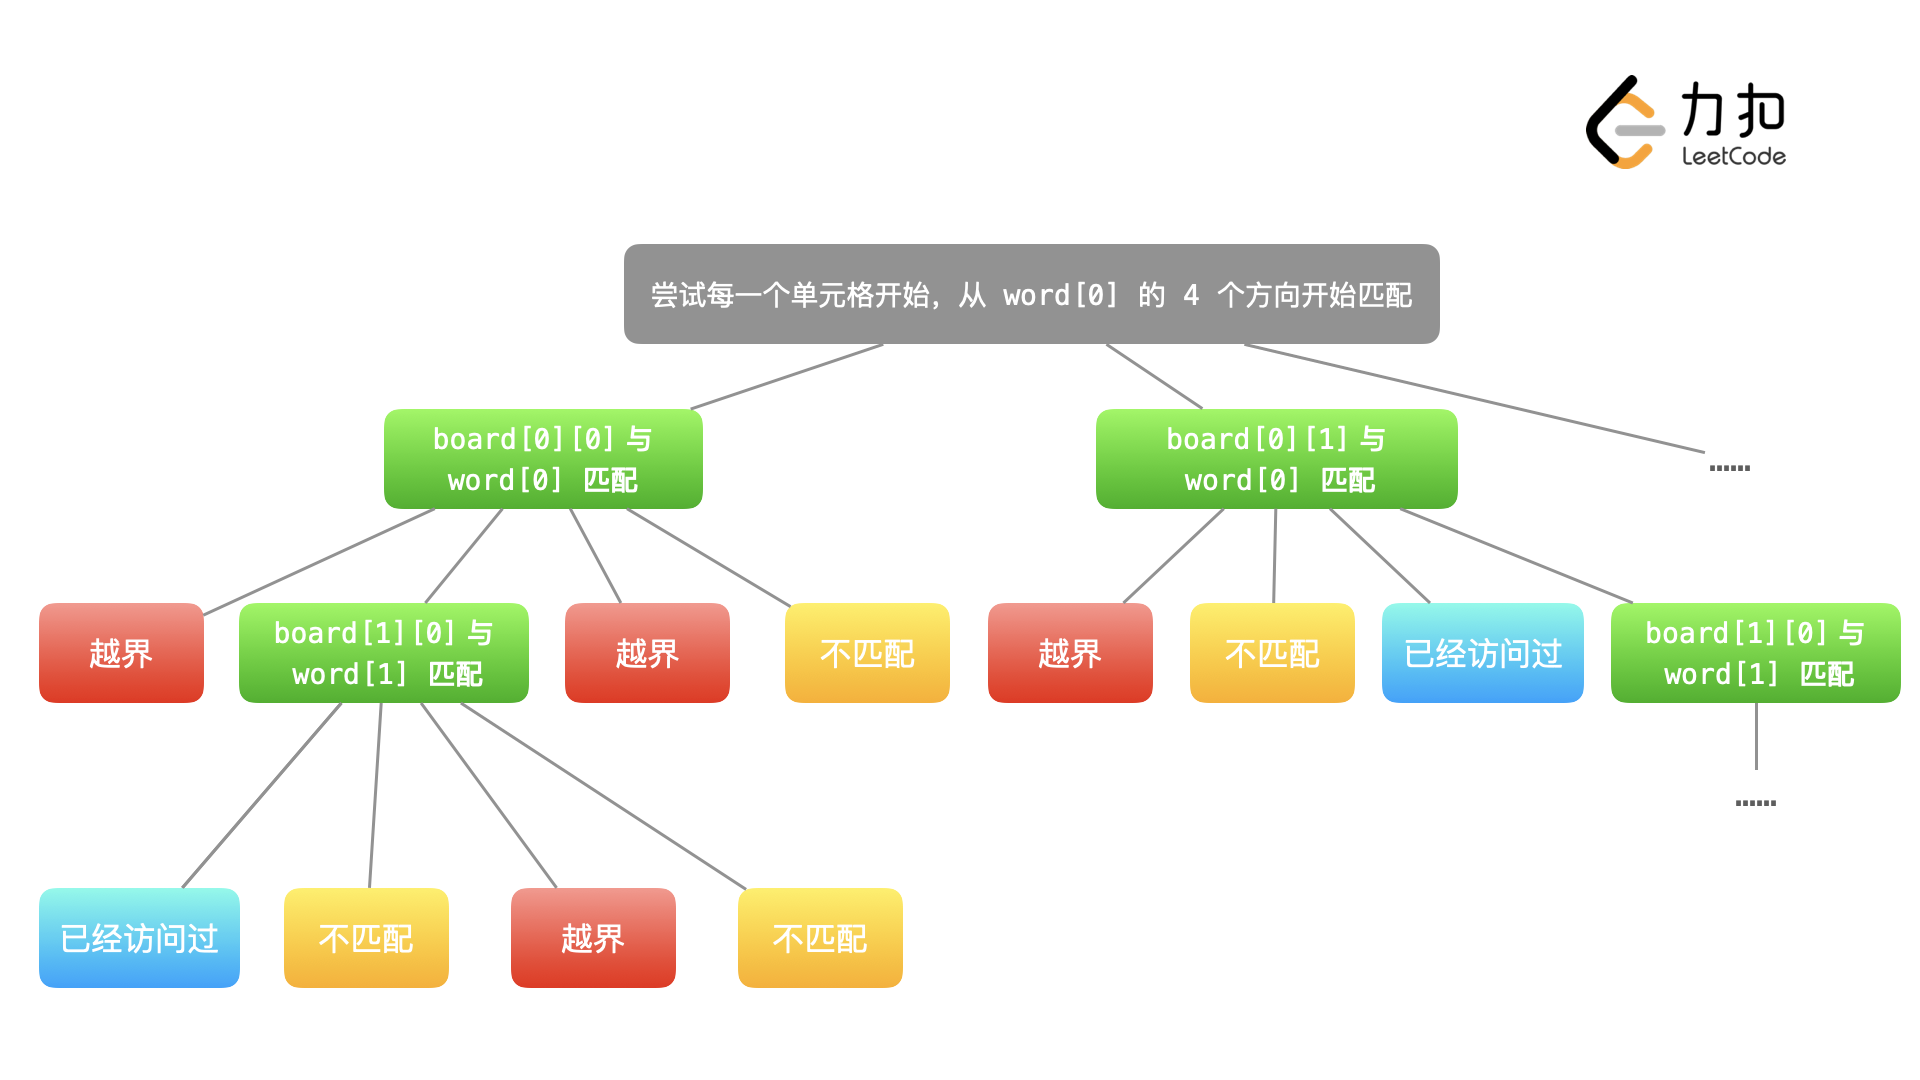 力扣
LeetCode
尝试每一个单元格开始，从 word[0] 的 4 个方向开始匹配
board[0][0] 与
word[0] 匹配
board[0][1] 与
word[0] 匹配
……
越界
board[1][0] 与
word[1] 匹配
越界
不匹配
越界
不匹配
已经访问过
board[1][0] 与
word[1] 匹配
……
已经访问过
不匹配
越界
不匹配